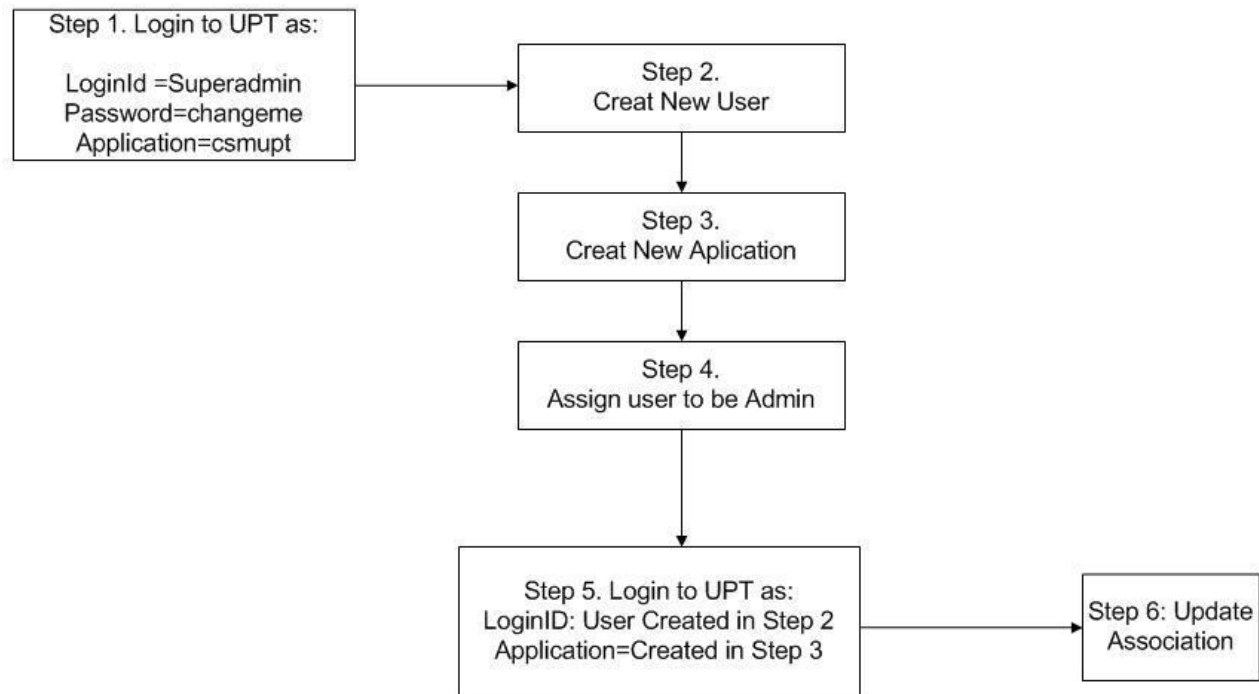 Step 1. Login to UPT as:
LoginId =Superadmin
Password=changeme
Application=csmupt
Step 2.
Creat New User
Step 3.
Creat New Aplication
Step 4.
Assign user to be Admin
Step 5. Login to UPT as:
LoginID: User Created in Step 2
Application=Created in Step 3
Step 6: Update
Association